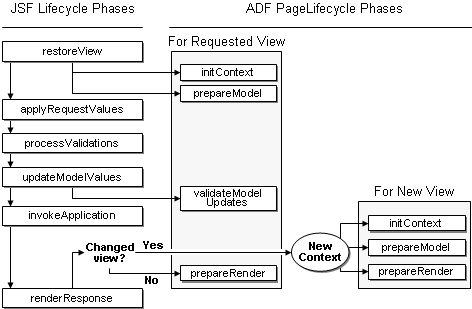 JSF Lifecycle Phases
ADF PageLifecycle Phases
restoreView
For Requested View
initContext
prepareModel
applyRequestValues
processValidations
updateModelValues
validateModel
Updates
invokeApplication
For New View
initContext
prepareModel
prepareRender
Changed
view?
Yes
No
New
Context
prepareRender
renderResponse